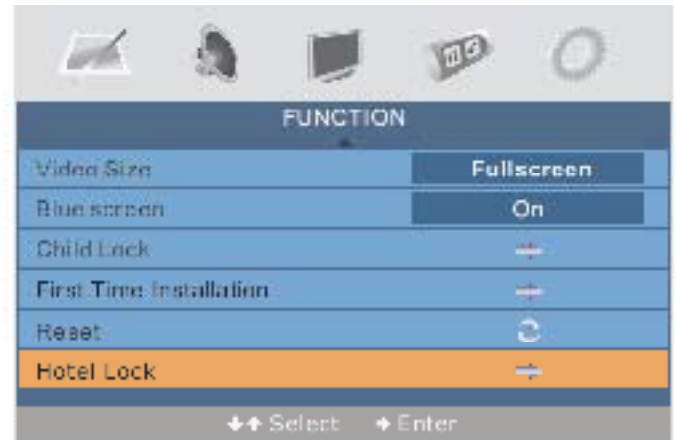 FUNCTION
Video Size Fullscreen
Blue screen On
Child Lock
First Time Installation
Reset
Hotel Lock
Select Enter